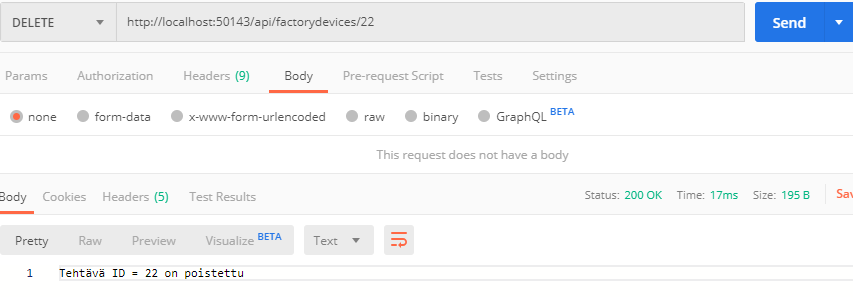 DELETE http://localhost:50143/api/factorydevices/22 Send
Params Authorization Headers (9) Body Pre-request Script Tests Settings
none form-data x-www-form-urlencoded raw binary GraphQL BETA
This request does not have a body
Body Cookies Headers (5) Test Results Status: 200 OK Time: 17ms Size: 195 B Sav
Pretty Raw Preview Visualize BETA Text
1 Tehtävä ID = 22 on poistettu